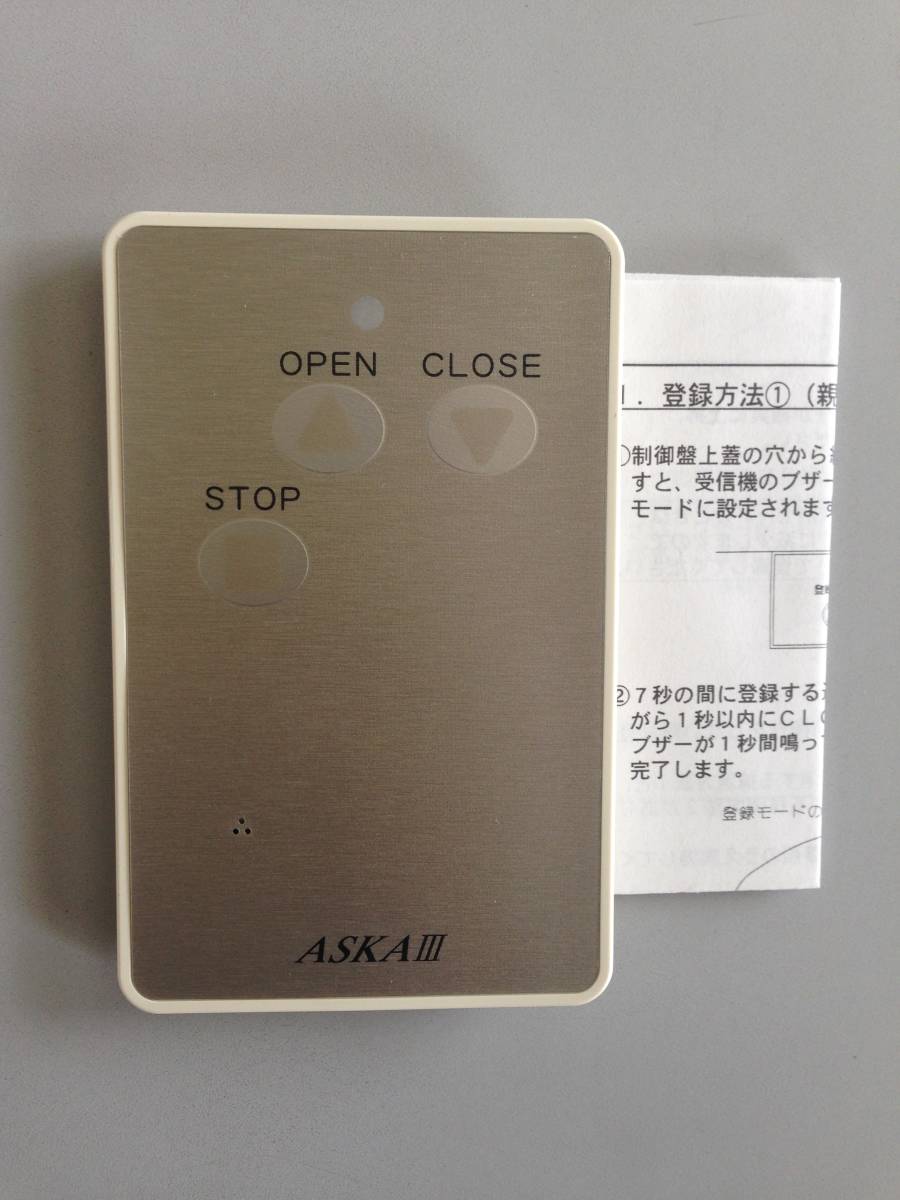 OPEN CLOSE
STOP
ASKA III
1. 登録方法①(親
①制御盤上蓋の穴から
すと、受信機のブザー
モードに設定されます
②7秒の間に登録する
がら1秒以内にCLO
ブザーが1秒間鳴っ
完了します。
登録モードの